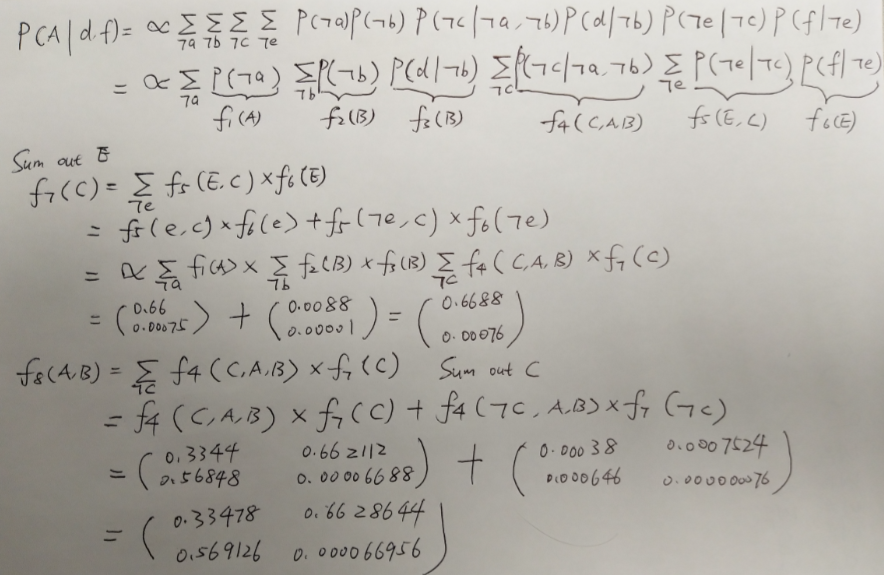 P(A|d,f)= ∝ Σ¬a Σ¬b Σ¬c Σ¬e P(¬a)P(¬b) P(¬c|¬a,¬b)P(d|¬b) P(¬e|¬c) P(f|¬e)
= ∝ Σ¬a P(¬a) Σ¬b P(¬b) P(d|¬b) Σ¬c P(¬c|¬a,¬b) Σ¬e P(¬e|¬c) P(f|¬e)
f1(A) f2(B) f3(B) f4(C,A,B) f5(E,C) f6(E)
Sum out E
f7(C) = Σ¬e f5(E,C) × f6(E)
= f5(e,c) × f6(e) + f5(¬e,c) × f6(¬e)
= ∝ Σ¬a f1(A) × Σ¬b f2(B) × f3(B) Σ¬c f4(C,A,B) × f7(C)
= (0.66 0.00075) + (0.0088 0.00001) = (0.6688 0.00076)
f8(A,B) = Σ¬c f4(C,A,B) × f7(C) Sum out C
= f4(C,A,B) × f7(C) + f4(¬C,A,B) × f7(¬c)
= (0.3344 0.662112 + (0.00038 0.0007524
0.56848 0.00006688) 0.000646 0.000000076)
= (0.33478 0.6628644
0.569126 0.000066956)